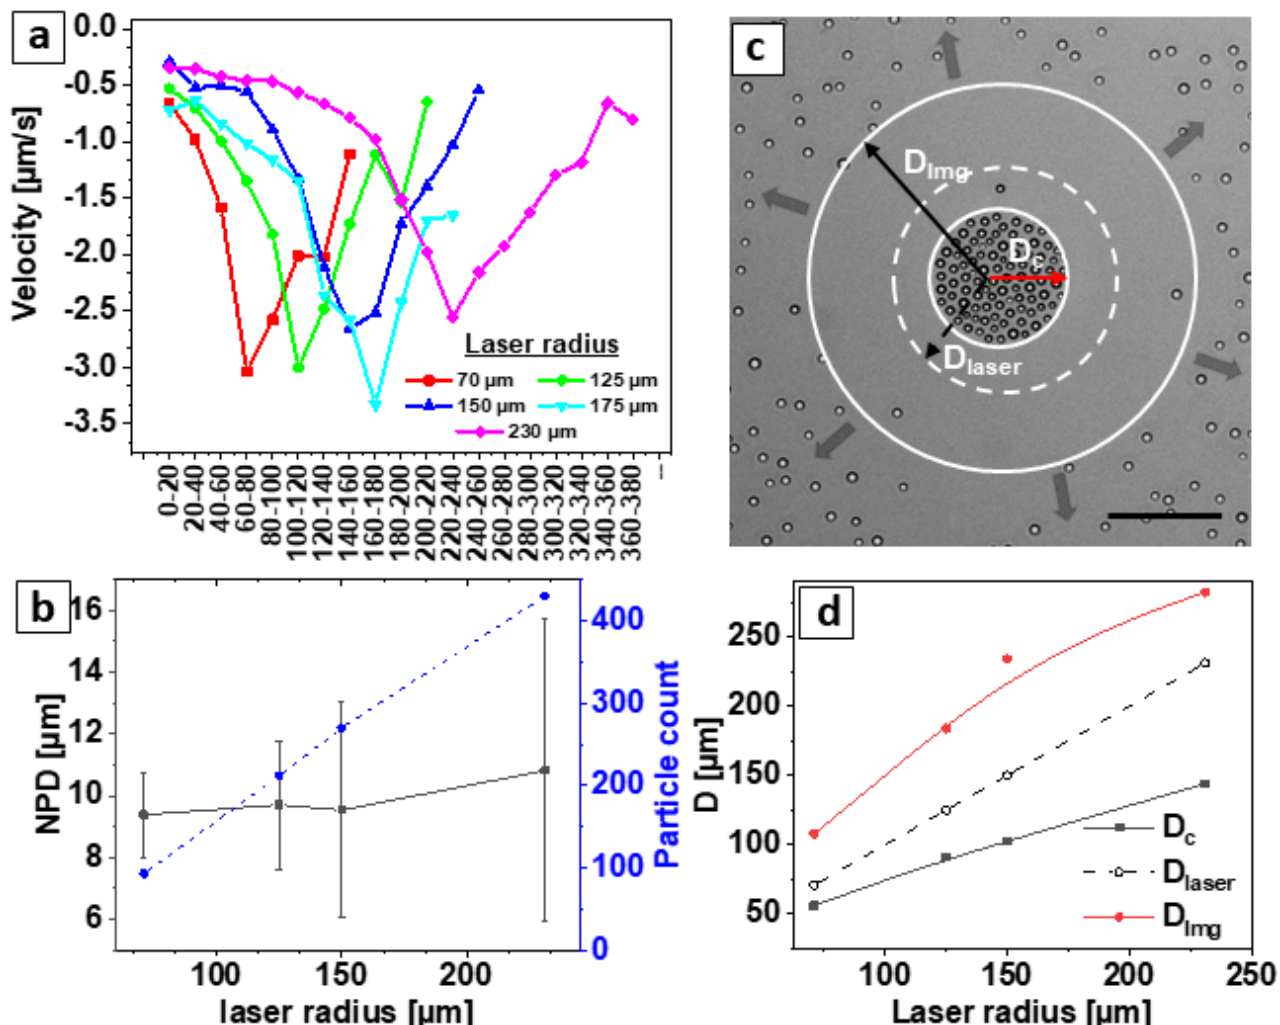 a
0.0
-0.5
-1.0
-1.5
-2.0
-2.5
-3.0
-3.5
Velocity [µm/s]
Laser radius
70 µm
125 µm
150 µm
175 µm
230 µm
0-20
20-40
40-60
60-80
80-100
100-120
120-140
140-160
160-180
180-200
200-220
220-240
240-260
260-280
280-300
300-320
320-340
340-360
360-380
--
c
DImg
Dc
Dlaser
b
16
14
12
10
8
6
NPD [µm]
400
300
200
100
0
Particle count
100
150
200
laser radius [µm]
d
250
200
150
100
50
D [µm]
Dc
Dlaser
DImg
100
150
200
250
Laser radius [µm]